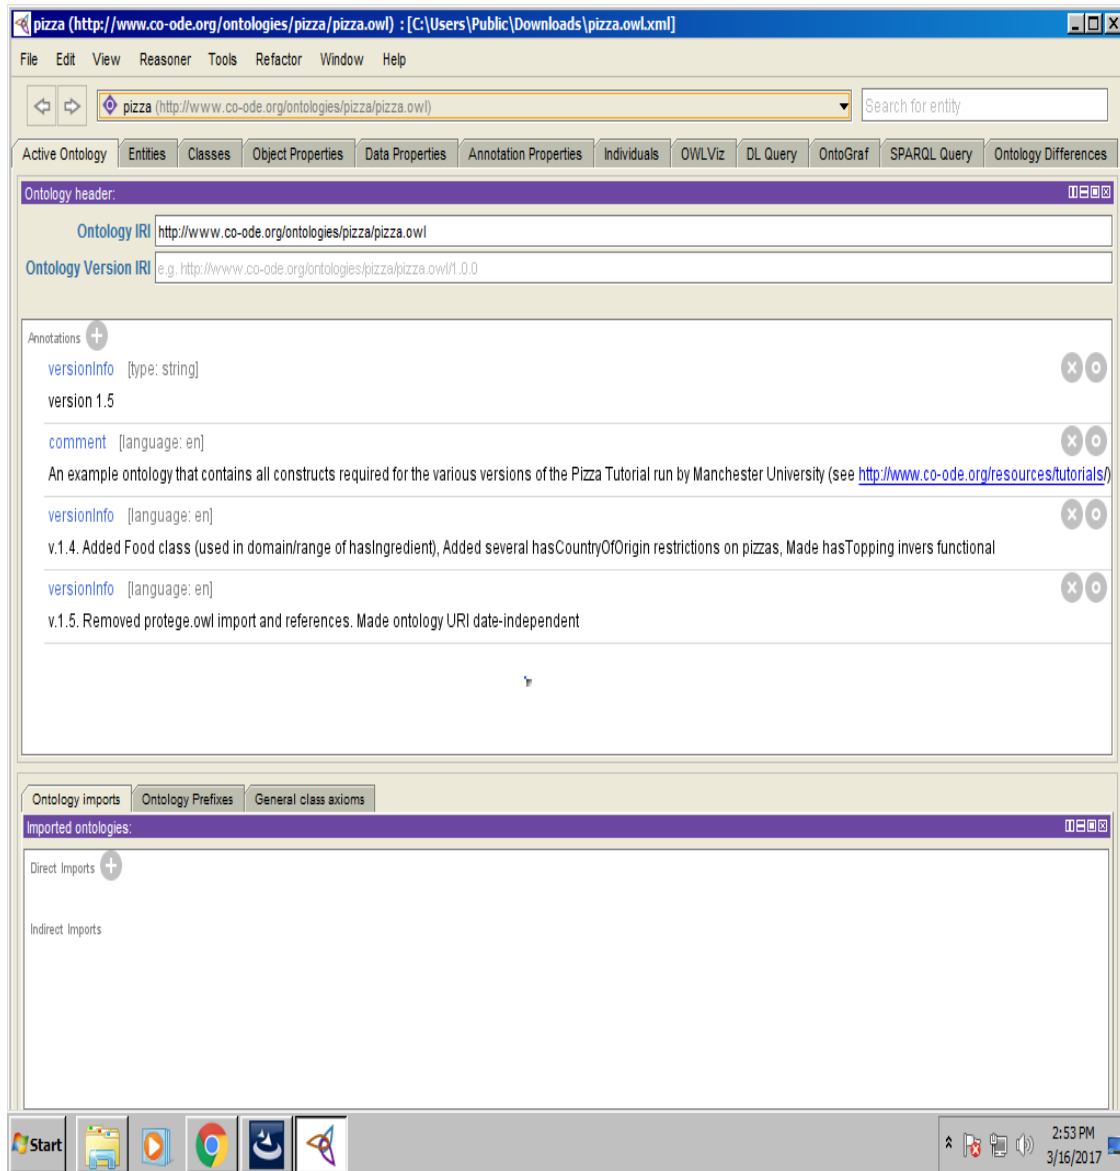 pizza (http://www.co-ode.org/ontologies/pizza/pizza.owl) : [C:\Users\Public\Downloads\pizza.owl.xml]
File Edit View Reasoner Tools Refactor Window Help
pizza (http://www.co-ode.org/ontologies/pizza/pizza.owl) Search for entity
Active Ontology Entities Classes Object Properties Data Properties Annotation Properties Individuals OWLViz DL Query OntoGraf SPARQL Query Ontology Differences
Ontology header:
Ontology IRI http://www.co-ode.org/ontologies/pizza/pizza.owl
Ontology Version IRI e.g. http://www.co-ode.org/ontologies/pizza/pizza.owl/1.0.0
Annotations
versionInfo [type: string]
version 1.5
comment [language: en]
An example ontology that contains all constructs required for the various versions of the Pizza Tutorial run by Manchester University (see http://www.co-ode.org/resources/tutorials/)
versionInfo [language: en]
v.1.4. Added Food class (used in domain/range of hasIngredient), Added several hasCountryOfOrigin restrictions on pizzas, Made hasTopping invers functional
versionInfo [language: en]
v.1.5. Removed protege.owl import and references. Made ontology URI date-independent
Ontology imports Ontology Prefixes General class axioms
Imported ontologies:
Direct Imports
Indirect Imports
Start
2:53 PM
3/16/2017